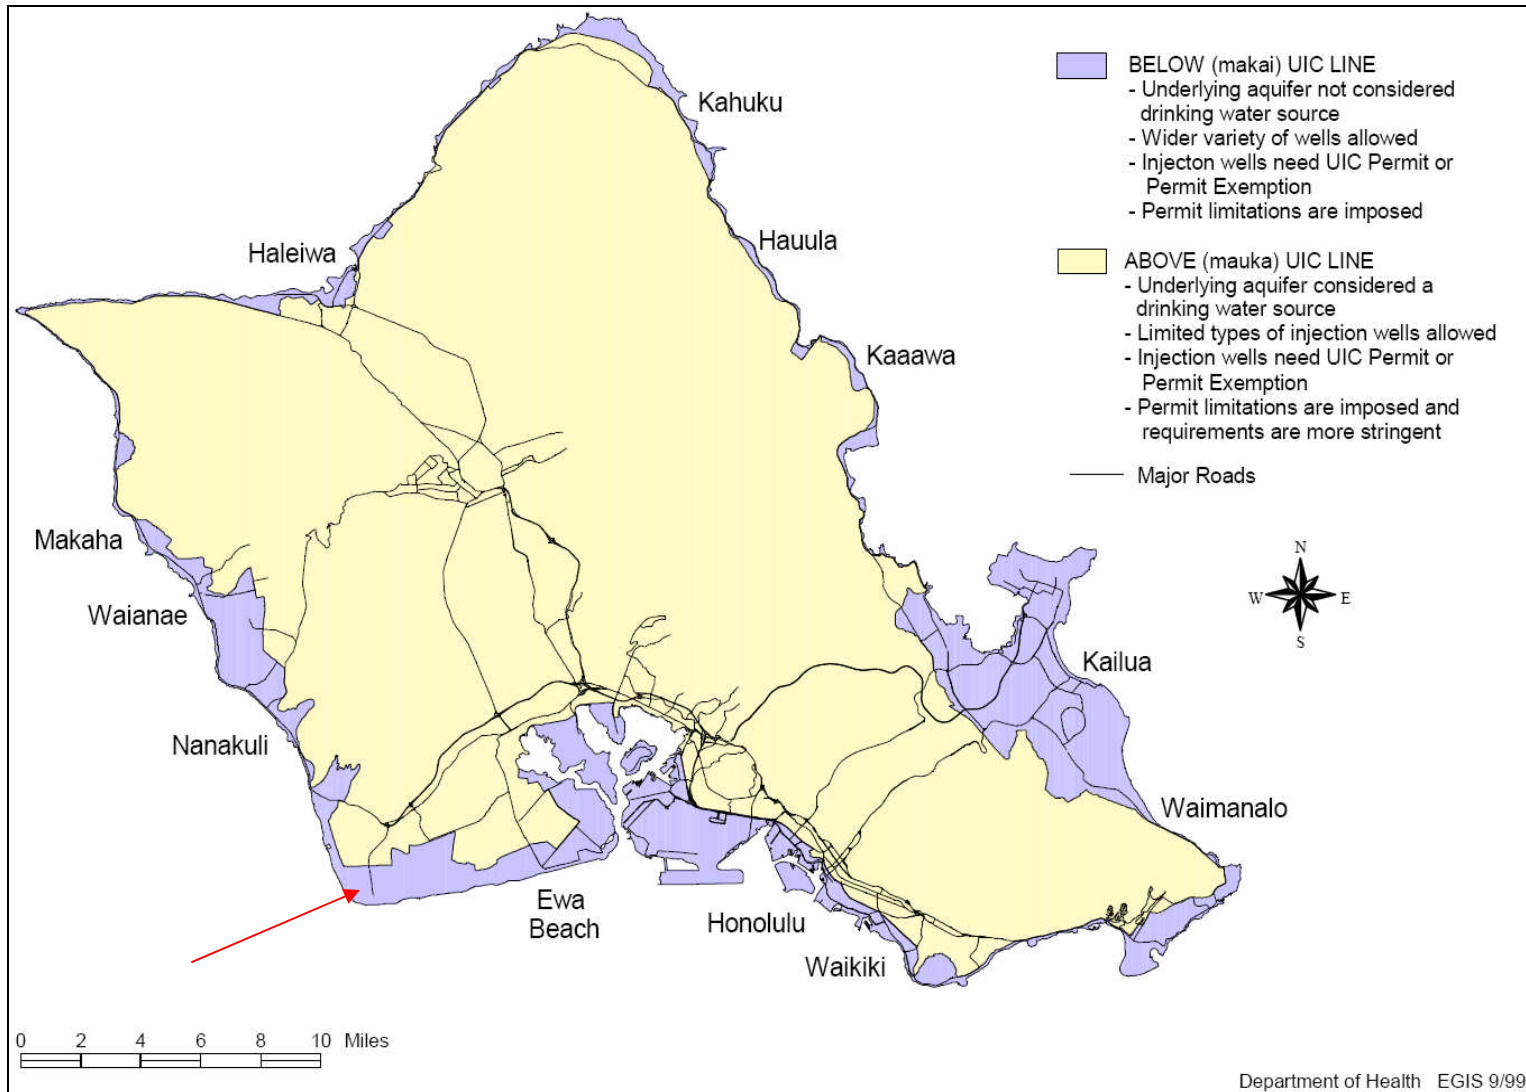 BELOW (makai) UIC LINE
- Underlying aquifer not considered
drinking water source
- Wider variety of wells allowed
- Injecton wells need UIC Permit or
Permit Exemption
- Permit limitations are imposed
ABOVE (mauka) UIC LINE
- Underlying aquifer considered a
drinking water source
- Limited types of injection wells allowed
- Injection wells need UIC Permit or
Permit Exemption
- Permit limitations are imposed and
requirements are more stringent
Major Roads
Kahuku
Hauula
Haleiwa
Kaaawa
Makaha
Waianae
Nanakuli
N
W
E
S
Kailua
Waimanalo
Ewa
Beach
Honolulu
Waikiki
0 2 4 6 8 10 Miles
Department of Health EGIS 9/99